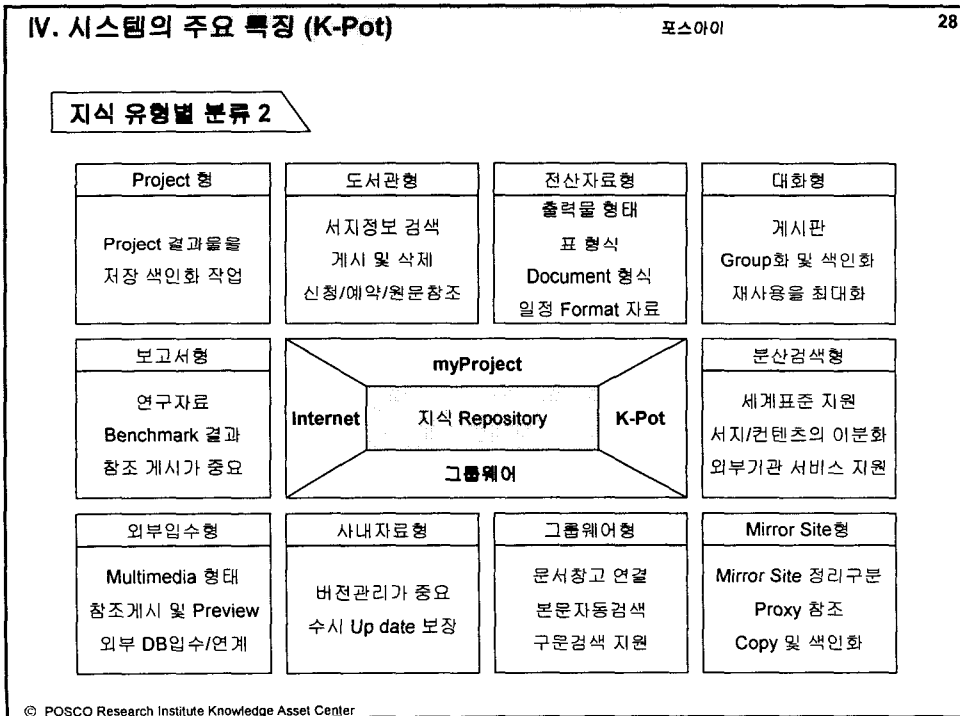 Ⅳ. 시스템의 주요 특징 (K-Pot)
포스아이
28
지식 유형별 분류 2
Project 형
Project 결과물을
저장 색인화 작업
도서관형
서지정보 검색
게시 및 삭제
신청/예약/원문참조
전산자료형
출력물 형태
표 형식
Document 형식
일정 Format 자료
대화형
게시판
Group화 및 색인화
재사용을 최대화
보고서형
연구자료
Benchmark 결과
참조 게시가 중요
myProject
Internet
지식 Repository
K-Pot
그룹웨어
분산검색형
세계표준 지원
서지/컨텐츠의 이분화
외부기관 서비스 지원
외부입수형
Multimedia 형태
참조게시 및 Preview
외부 DB입수/연계
사내자료형
버전관리가 중요
수시 Up date 보장
그룹웨어형
문서창고 연결
본문자동검색
구문검색 지원
Mirror Site형
Mirror Site 정리구분
Proxy 참조
Copy 및 색인화
© POSCO Research Institute Knowledge Asset Center